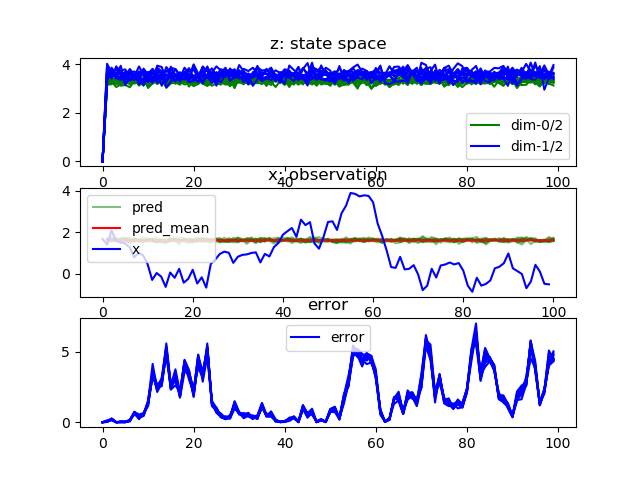 z: state space
4
2
0
dim-0/2
dim-1/2
0 20 40 60 80 100
x: observation
4
2
0
pred
pred_mean
x
0 20 40 60 80 100
error
5
0
error
0 20 40 60 80 100